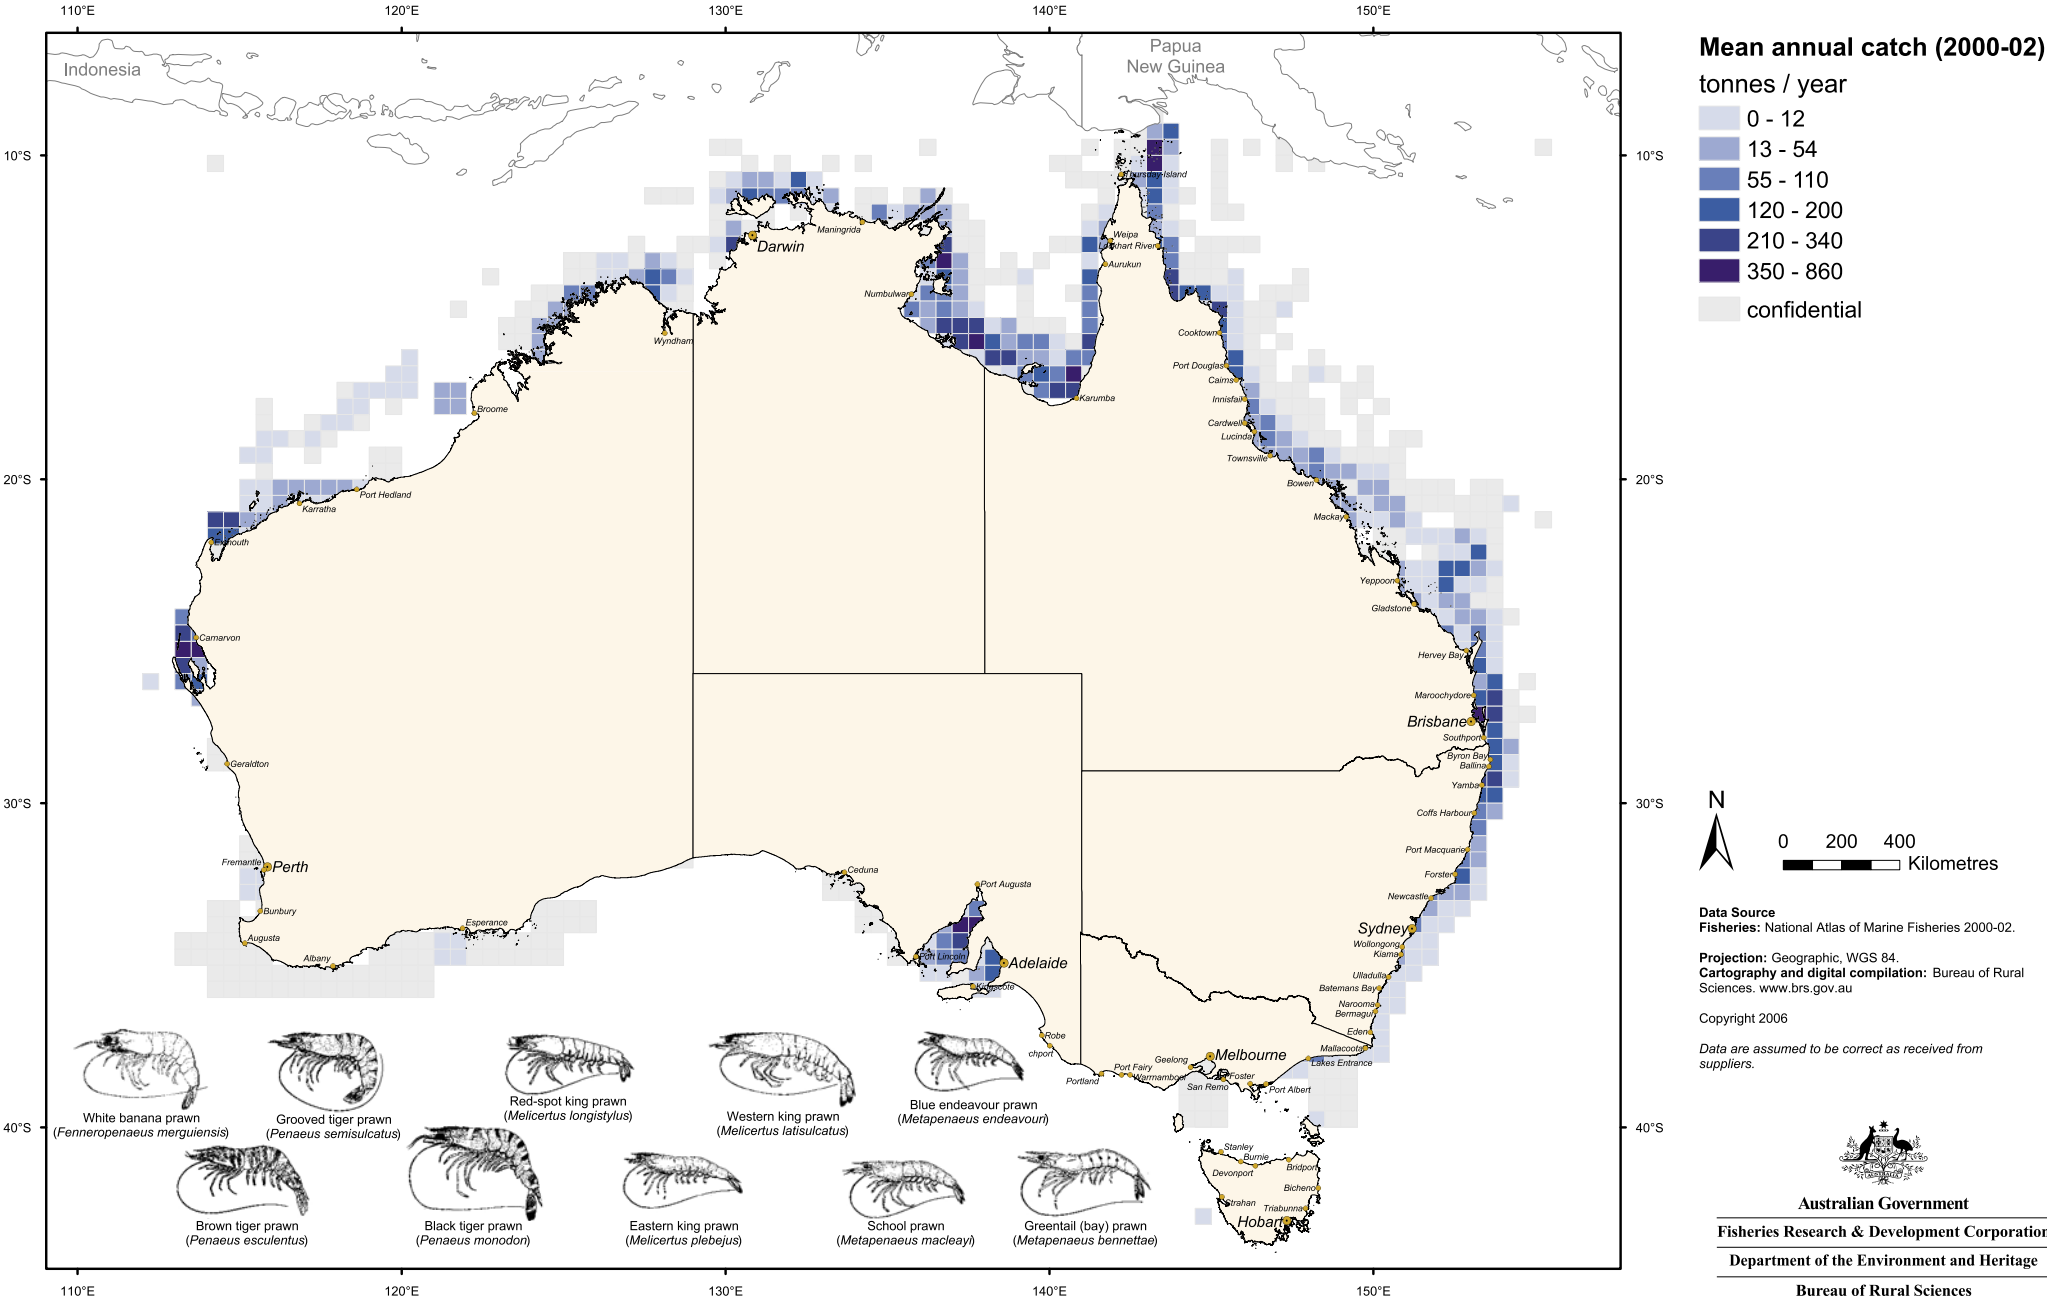 110°E
120°E
130°E
140°E
150°E
Indonesia
Papua
New Guinea
10°S
10°S
20°S
20°S
30°S
30°S
40°S
40°S
Thursday Island
Weipa
Lockhart River
Aurukun
Maningrida
Darwin
Numbulwar
Wyndham
Karumba
Cooktown
Port Douglas
Cairns
Innisfail
Cardwell
Lucinda
Townsville
Bowen
Mackay
Yeppoon
Gladstone
Hervey Bay
Maroochydore
Brisbane
Southport
Byron Bay
Ballina
Yamba
Coffs Harbour
Port Macquarie
Forster
Newcastle
Sydney
Wollongong
Kiama
Ulladulla
Batemans Bay
Narooma
Bermagui
Eden
Mallacoota
Lakes Entrance
Broome
Port Hedland
Karratha
Exmouth
Carnarvon
Geraldton
Fremantle
Perth
Bunbury
Augusta
Albany
Esperance
Ceduna
Port Augusta
Port Lincoln
Adelaide
Kingscote
Robe
chport
Portland
Port Fairy
Warrnambool
Geelong
Melbourne
San Remo
Foster
Port Albert
Stanley
Burnie
Devonport
Bridport
Bicheno
Strahan
Triabunna
Hobart
White banana prawn
(Fenneropenaeus merguiensis)
Grooved tiger prawn
(Penaeus semisulcatus)
Red-spot king prawn
(Melicertus longistylus)
Western king prawn
(Melicertus latisulcatus)
Blue endeavour prawn
(Metapenaeus endeavouri)
Brown tiger prawn
(Penaeus esculentus)
Black tiger prawn
(Penaeus monodon)
Eastern king prawn
(Melicertus plebejus)
School prawn
(Metapenaeus macleayi)
Greentail (bay) prawn
(Metapenaeus bennettae)
110°E
120°E
130°E
140°E
150°E
Mean annual catch (2000-02)
tonnes / year
0 - 12
13 - 54
55 - 110
120 - 200
210 - 340
350 - 860
confidential
N
0 200 400
Kilometres
Data Source
Fisheries: National Atlas of Marine Fisheries 2000-02.
Projection: Geographic, WGS 84.
Cartography and digital compilation: Bureau of Rural
Sciences. www.brs.gov.au
Copyright 2006
Data are assumed to be correct as received from
suppliers.
Australian Government
Fisheries Research & Development Corporation
Department of the Environment and Heritage
Bureau of Rural Sciences